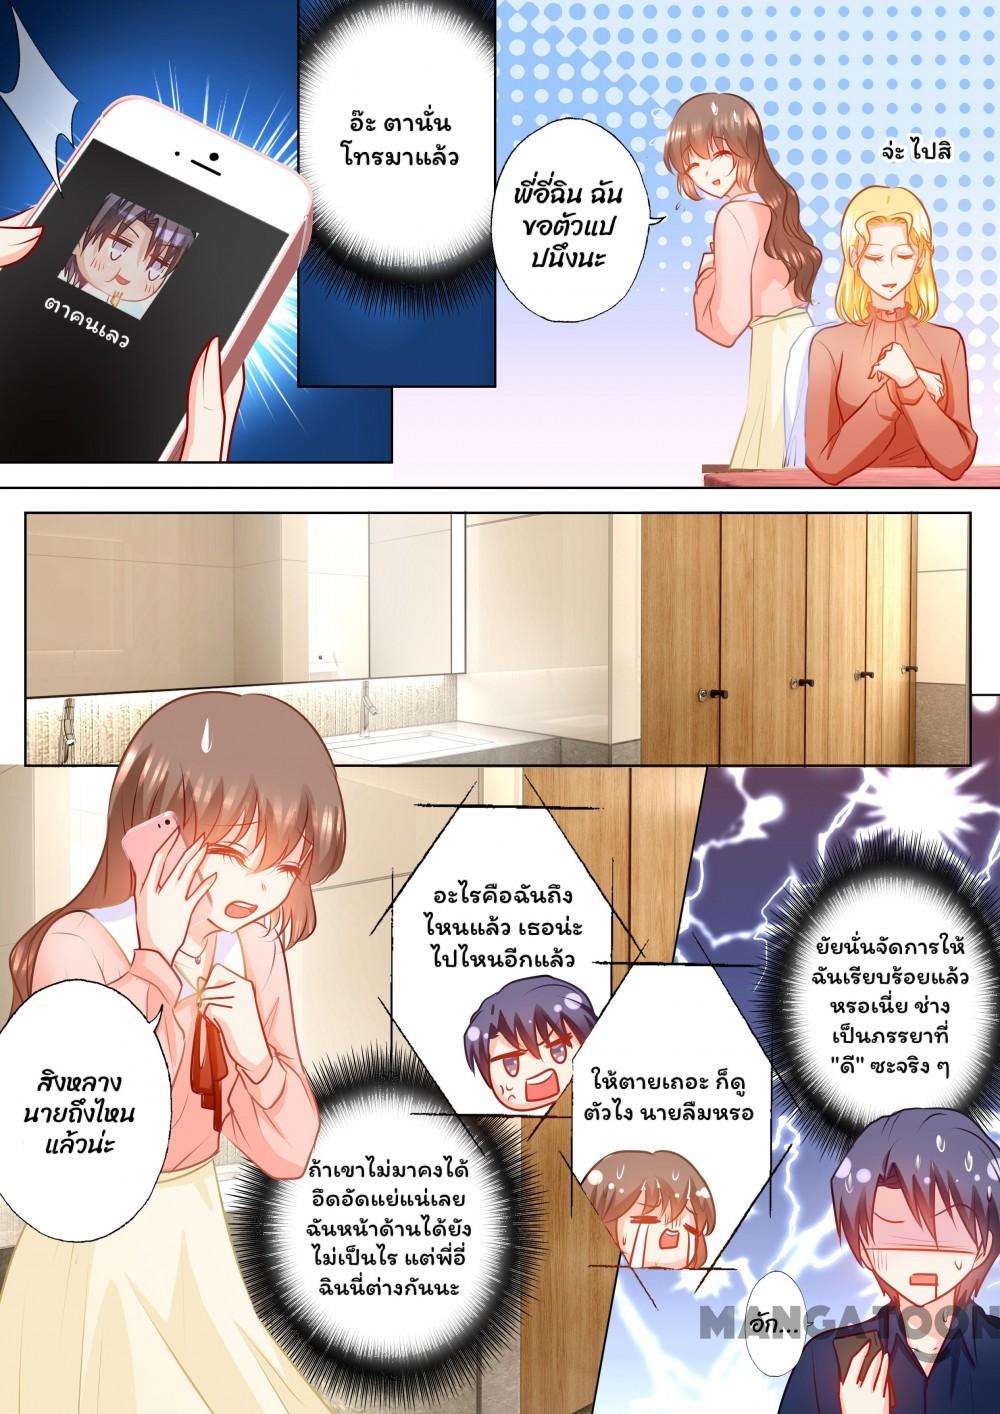 อ๊ะ ตานั่น
โทรมาแล้ว
ตาคนเลว
พี่อี่ฉิน ฉัน
ขอตัวแป
ปนึงนะ
จ่ะ ไปสิ
สิงหลาง
นายถึงไหน
แล้วน่ะ
อะไรคือฉันถึง
ไหนแล้ว เธอน่ะ
ไปไหนอีกแล้ว
ให้ตายเถอะ ก็ดู
ตัวไง นายลืมหรอ
ถ้าเขาไม่มาคงได้
อึดอัดแย่แน่เลย
ฉันหน้าด้านได้ยัง
ไม่เป็นไร แต่พี่อี่
ฉินนี่ต่างกันนะ
ยัยนั่นจัดการให้
ฉันเรียบร้อยแล้ว
หรอเนี่ย ช่าง
เป็นภรรยาที่
"ดี" ซะจริง ๆ
อัก...
MANGATOON